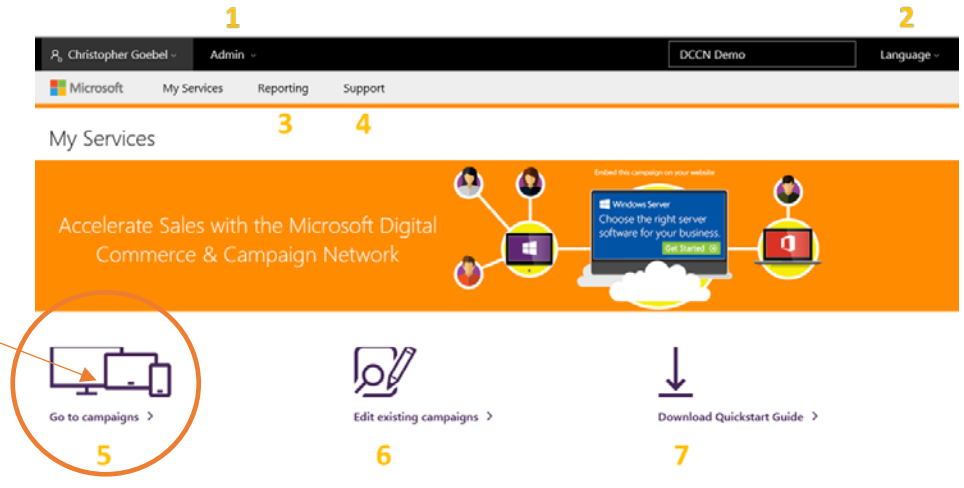 1 2
Christopher Goebel Admin DCCN Demo Language
Microsoft My Services Reporting Support
3 4
My Services
Embed this campaign on your website
Windows Server
Choose the right server
software for your business.
Get Started
Accelerate Sales with the Microsoft Digital
Commerce & Campaign Network
Go to campaigns > Edit existing campaigns > Download Quickstart Guide >
5 6 7